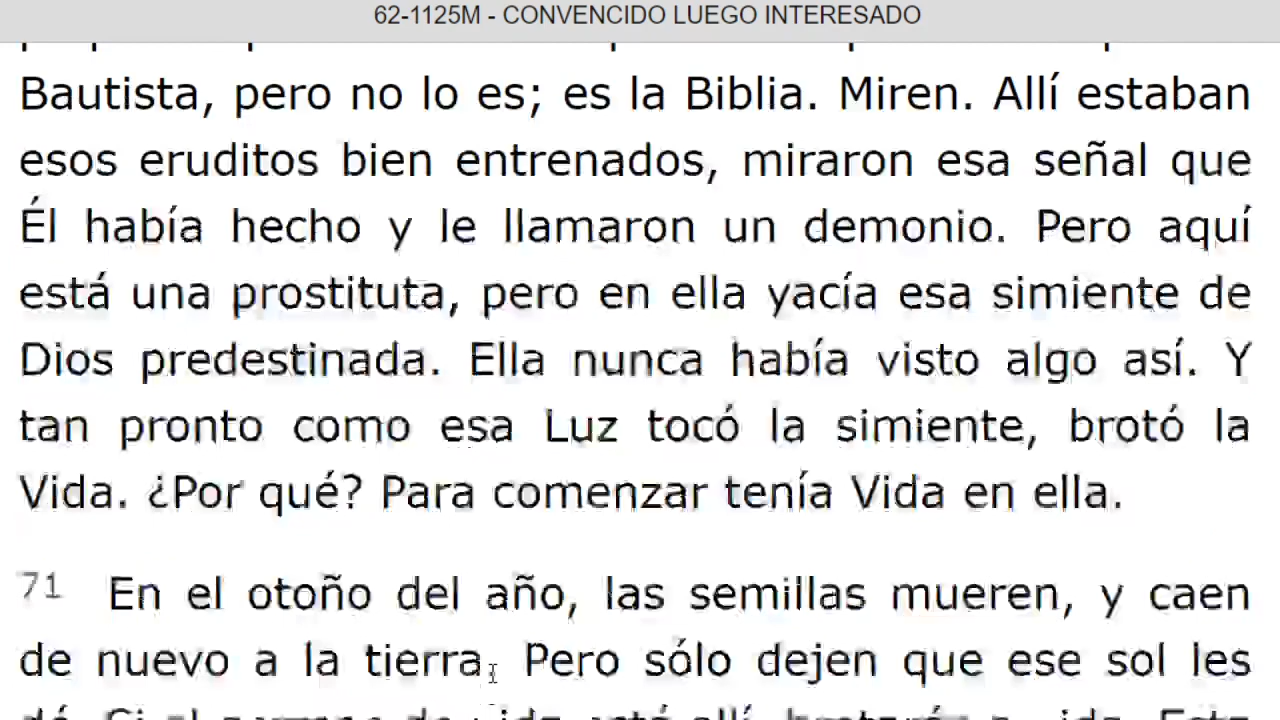 62-1125M - CONVENCIDO LUEGO INTERESADO
Bautista, pero no lo es; es la Biblia. Miren. Allí estaban
esos eruditos bien entrenados, miraron esa señal que
Él había hecho y le llamaron un demonio. Pero aquí
está una prostituta, pero en ella yacía esa simiente de
Dios predestinada. Ella nunca había visto algo así. Y
tan pronto como esa Luz tocó la simiente, brotó la
Vida. ¿Por qué? Para comenzar tenía Vida en ella.
71 En el otoño del año, las semillas mueren, y caen
de nuevo a la tierra. Pero sólo dejen que ese sol les